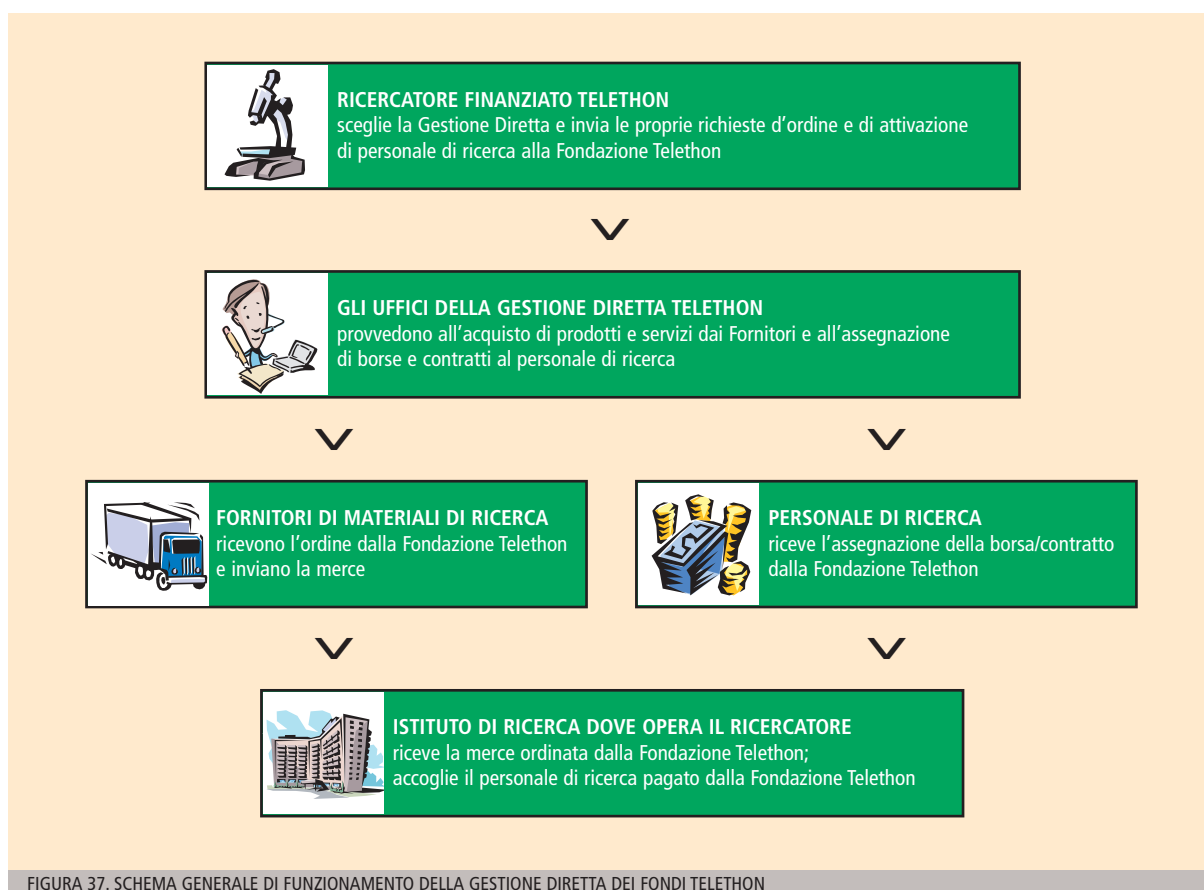 RICERCATORE FINANZIATO TELETHON
sceglie la Gestione Diretta e invia le proprie richieste d'ordine e di attivazione
di personale di ricerca alla Fondazione Telethon
GLI UFFICI DELLA GESTIONE DIRETTA TELETHON
provvedono all'acquisto di prodotti e servizi dai Fornitori e all'assegnazione
di borse e contratti al personale di ricerca
FORNITORI DI MATERIALI DI RICERCA
ricevono l'ordine dalla Fondazione Telethon
e inviano la merce
PERSONALE DI RICERCA
riceve l'assegnazione della borsa/contratto
dalla Fondazione Telethon
ISTITUTO DI RICERCA DOVE OPERA IL RICERCATORE
riceve la merce ordinata dalla Fondazione Telethon;
accoglie il personale di ricerca pagato dalla Fondazione Telethon
FIGURA 37. SCHEMA GENERALE DI FUNZIONAMENTO DELLA GESTIONE DIRETTA DEI FONDI TELETHON